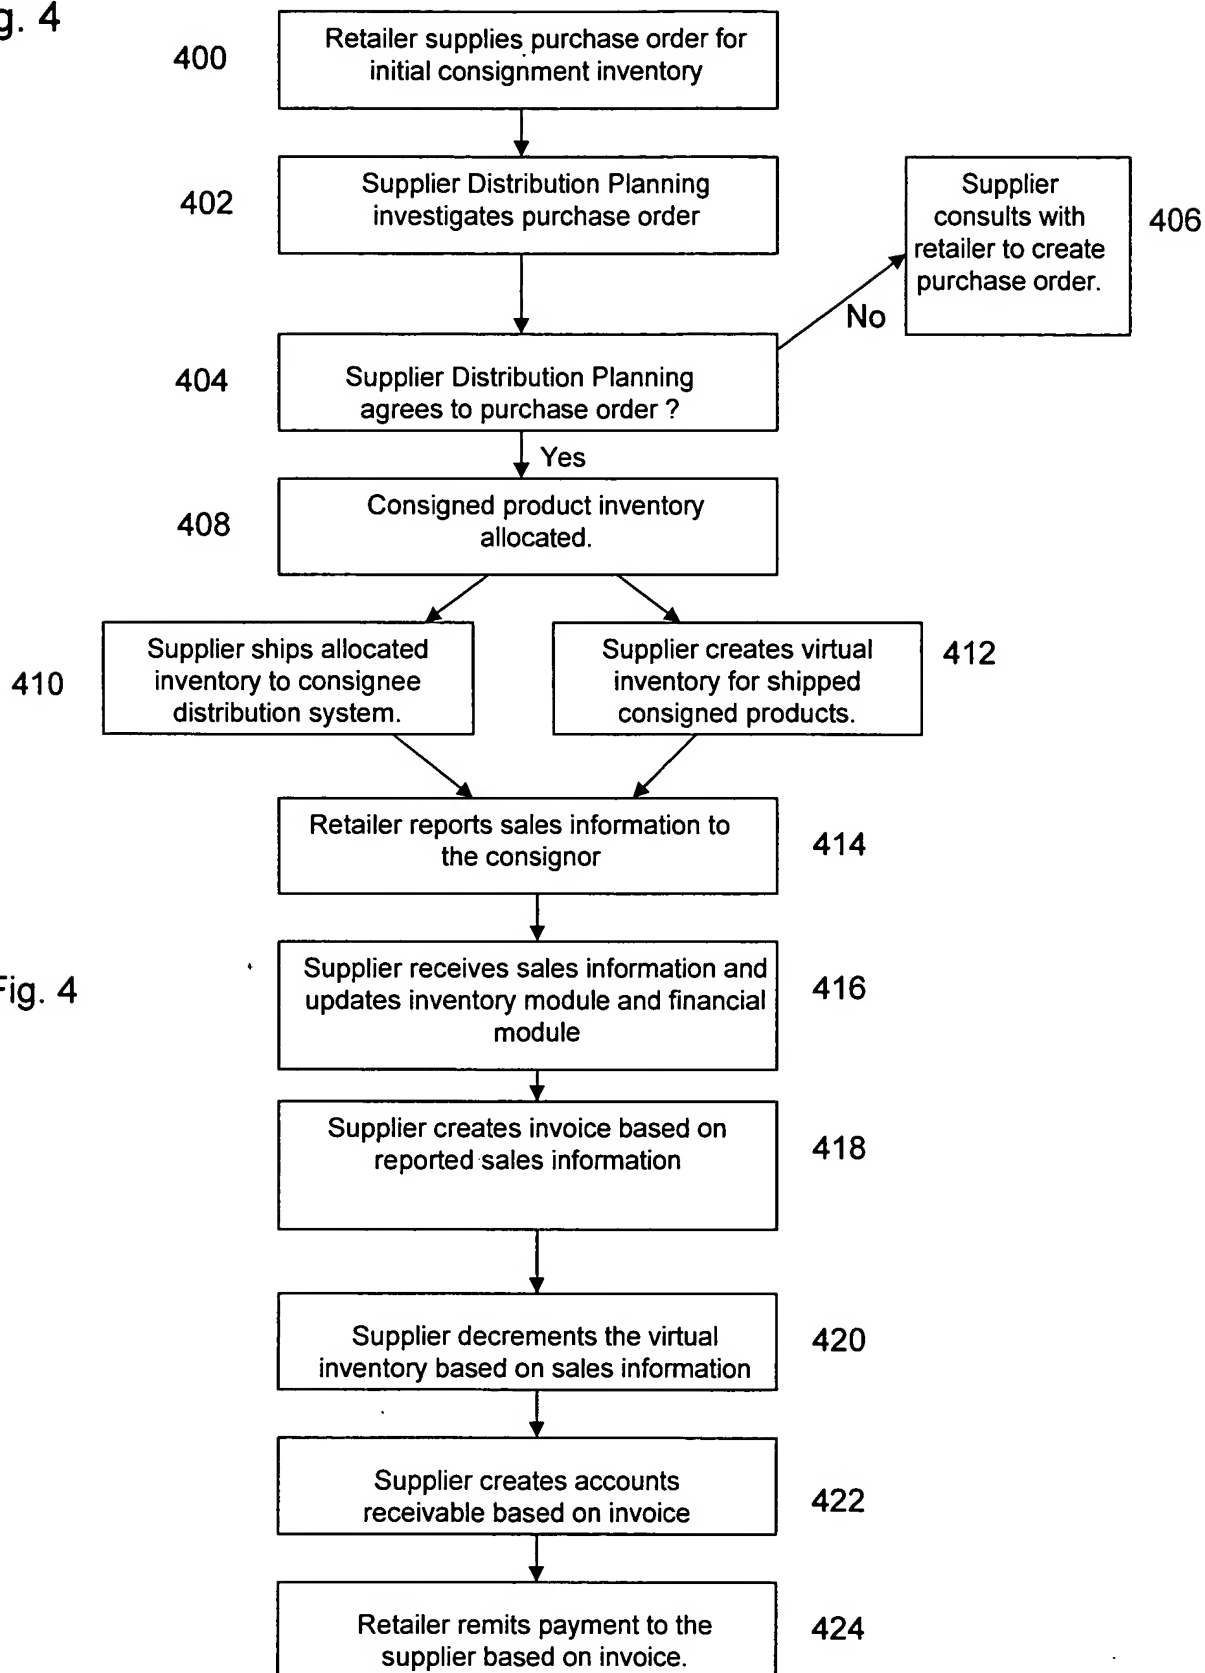 g. 4
400
Retailer supplies purchase order for
initial consignment inventory
402
Supplier Distribution Planning
investigates purchase order
Supplier
consults with
retailer to create
purchase order.
406
No
404
Supplier Distribution Planning
agrees to purchase order ?
Yes
408
Consigned product inventory
allocated.
410
Supplier ships allocated
inventory to consignee
distribution system.
Supplier creates virtual
inventory for shipped
consigned products.
412
Retailer reports sales information to
the consignor
414
Fig. 4
Supplier receives sales information and
updates inventory module and financial
module
416
Supplier creates invoice based on
reported sales information
418
Supplier decrements the virtual
inventory based on sales information
420
Supplier creates accounts
receivable based on invoice
422
Retailer remits payment to the
supplier based on invoice.
424